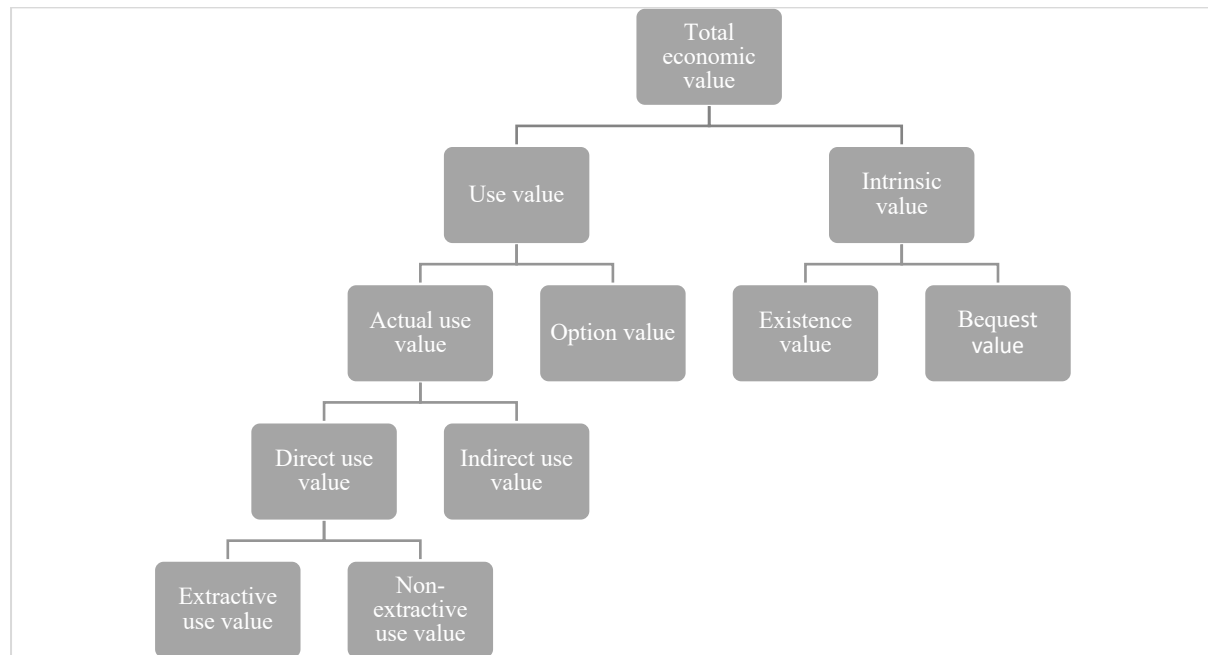 Total
economic
value
Use value
Intrinsic
value
Actual use
value
Option value
Existence
value
Bequest
value
Direct use
value
Indirect use
value
Extractive
use value
Non-
extractive
use value